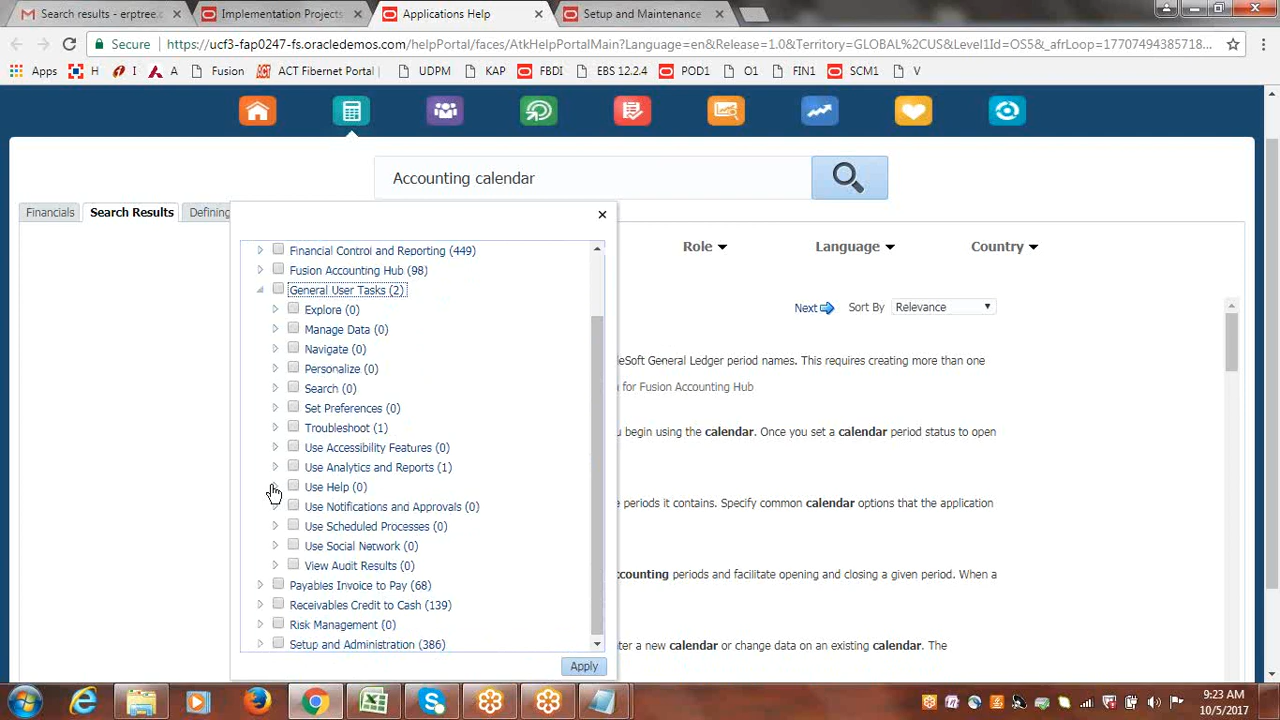 Search results - erptree. Implementation Projects Applications Help Setup and Maintenance
Secure https://ucf3-fap0247-fs.oracledemos.com/helpPortal/faces/AtkHelpPortalMain?Language=en&Release=1.0&Territory=GLOBAL%2CUS&Level1Id=OS5&_afrLoop=17707494385718...
Apps H I A Fusion ACT Fibernet Portal UDPM KAP FBDI EBS 12.2.4 POD1 O1 FIN1 SCM1 V
Accounting calendar
Financials Search Results Defining
Role Language Country
Financial Control and Reporting (449)
Fusion Accounting Hub (98)
General User Tasks (2)
Explore (0)
Manage Data (0)
Navigate (0)
Personalize (0)
Search (0)
Set Preferences (0)
Troubleshoot (1)
Use Accessibility Features (0)
Use Analytics and Reports (1)
Use Help (0)
Use Notifications and Approvals (0)
Use Scheduled Processes (0)
Use Social Network (0)
View Audit Results (0)
Payables Invoice to Pay (68)
Receivables Credit to Cash (139)
Risk Management (0)
Setup and Administration (386)
Apply
Next Sort By Relevance
leSoft General Ledger period names. This requires creating more than one
for Fusion Accounting Hub
u begin using the calendar. Once you set a calendar period status to open
e periods it contains. Specify common calendar options that the application
ccounting periods and facilitate opening and closing a given period. When a
ter a new calendar or change data on an existing calendar. The
9:23 AM
10/5/2017